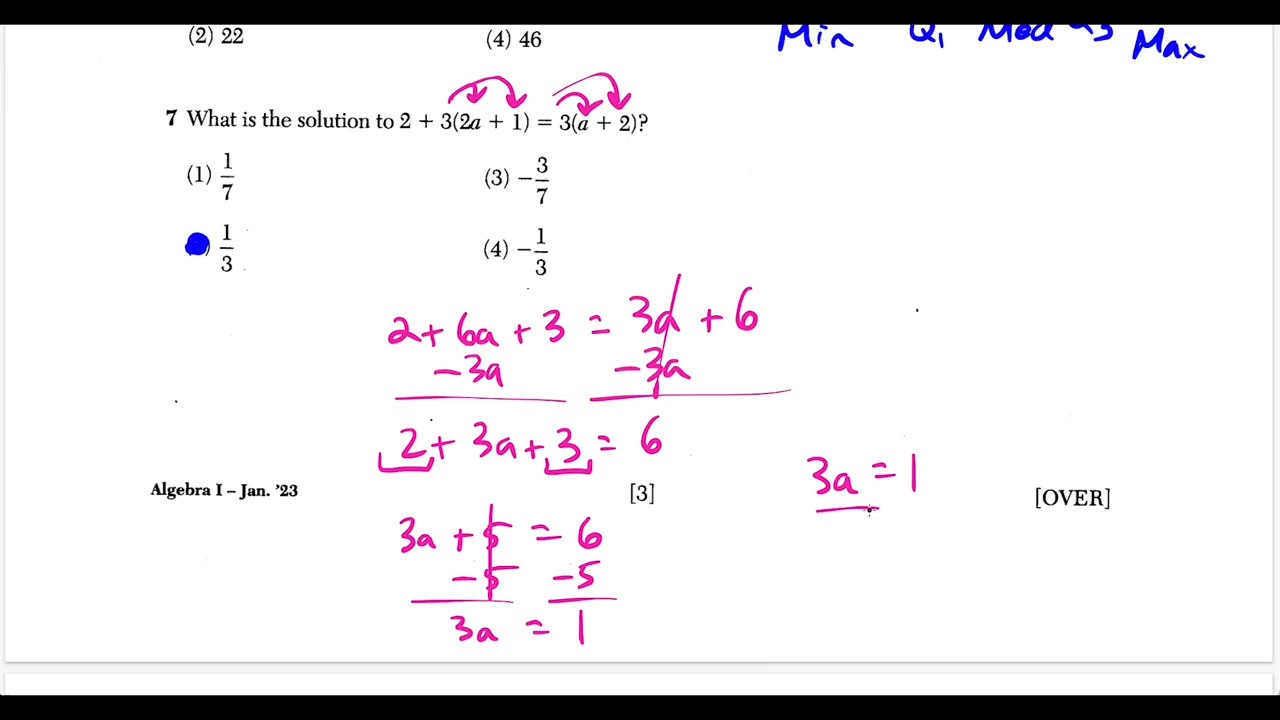 (2) 22 (4) 46
Min Q₁ Med Q3 Max
7 What is the solution to 2 + 3(2a + 1) = 3(a + 2)?
(1) 1/7 (3) −3/7
) 1/3 (4) −1/3
2 + 6a + 3 = 3a + 6
−3a −3a
2 + 3a + 3 = 6
3a = 1
Algebra I – Jan. ’23 [3] [OVER]
3a + 5 = 6
−5 −5
3a = 1